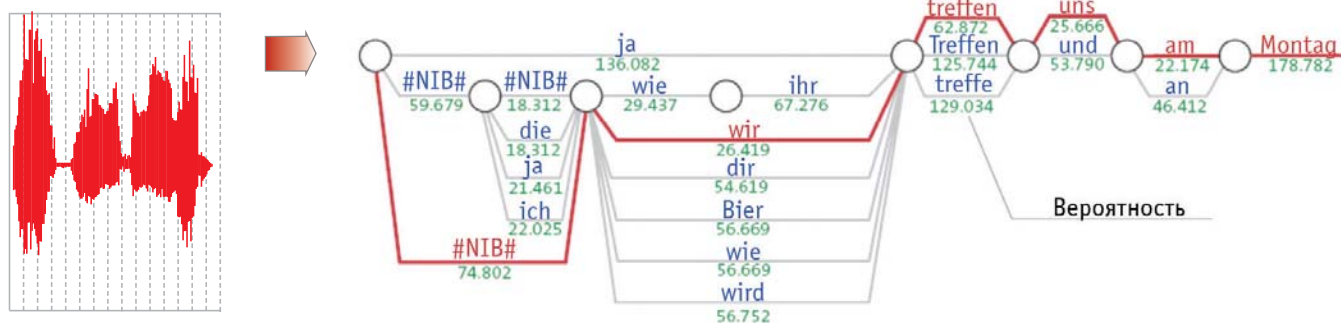 ja
136.082
#NIB#
59.679
#NIB#
18.312
die
18.312
ja
21.461
ich
22.025
#NIB#
74.802
wie
29.437
ihr
67.276
wir
26.419
dir
54.619
Bier
56.669
wie
56.669
wird
56.752
treffen
62.872
Treffen
125.744
treffe
129.034
uns
25.666
und
53.790
am
22.174
an
46.412
Montag
178.782
Вероятность